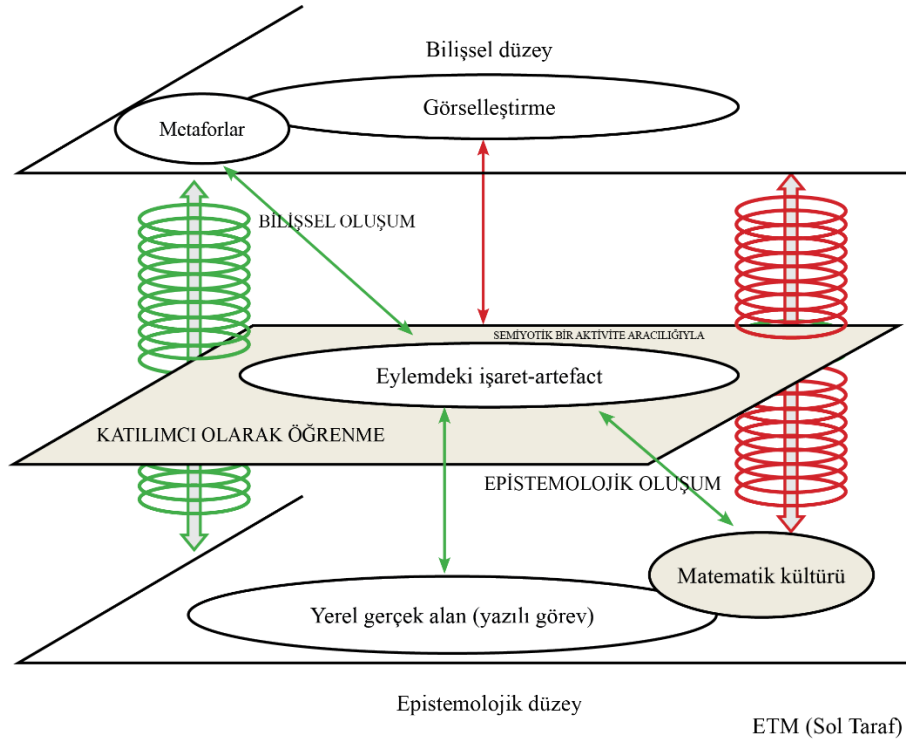 Bilişsel düzey
Görselleştirme
Metaforlar
BİLİŞSEL OLUŞUM
SEMİYOTİK BİR AKTİVİTE ARACILIĞIYLA
Eylemdeki işaret-artefact
KATILIMCI OLARAK ÖĞRENME
EPİSTEMOLOJİK OLUŞUM
Matematik kültürü
Yerel gerçek alan (yazılı görev)
Epistemolojik düzey
ETM (Sol Taraf)